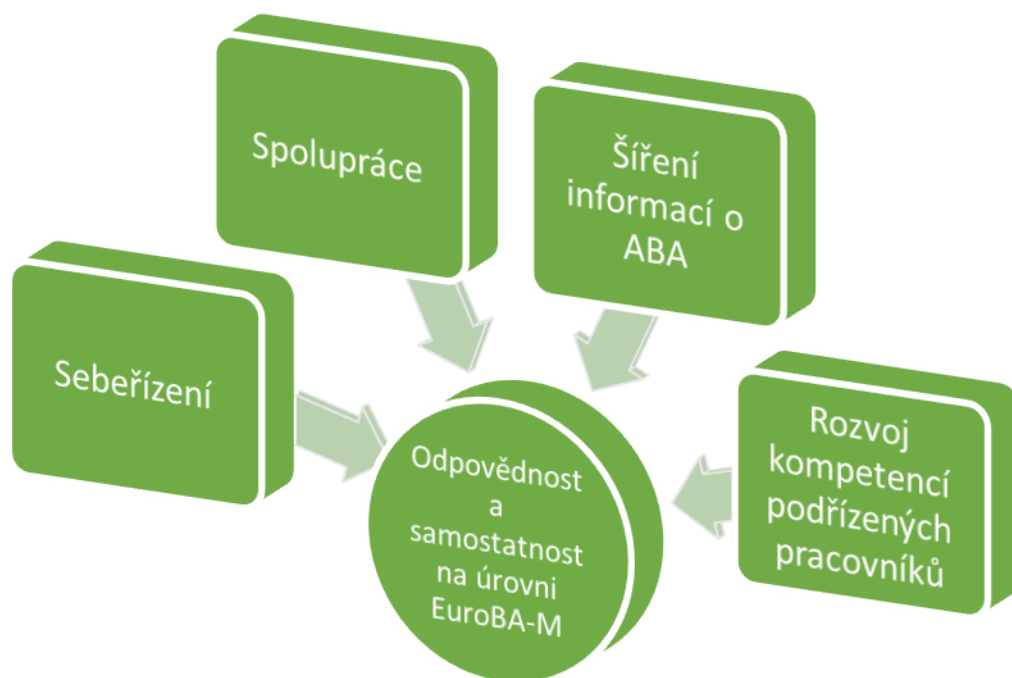 Spolupráce
Šíření
informací o
ABA
Sebeřízení
Rozvoj
kompetencí
podřízených
pracovníků
Odpovědnost
a
samostatnost
na úrovni
EuroBA-M